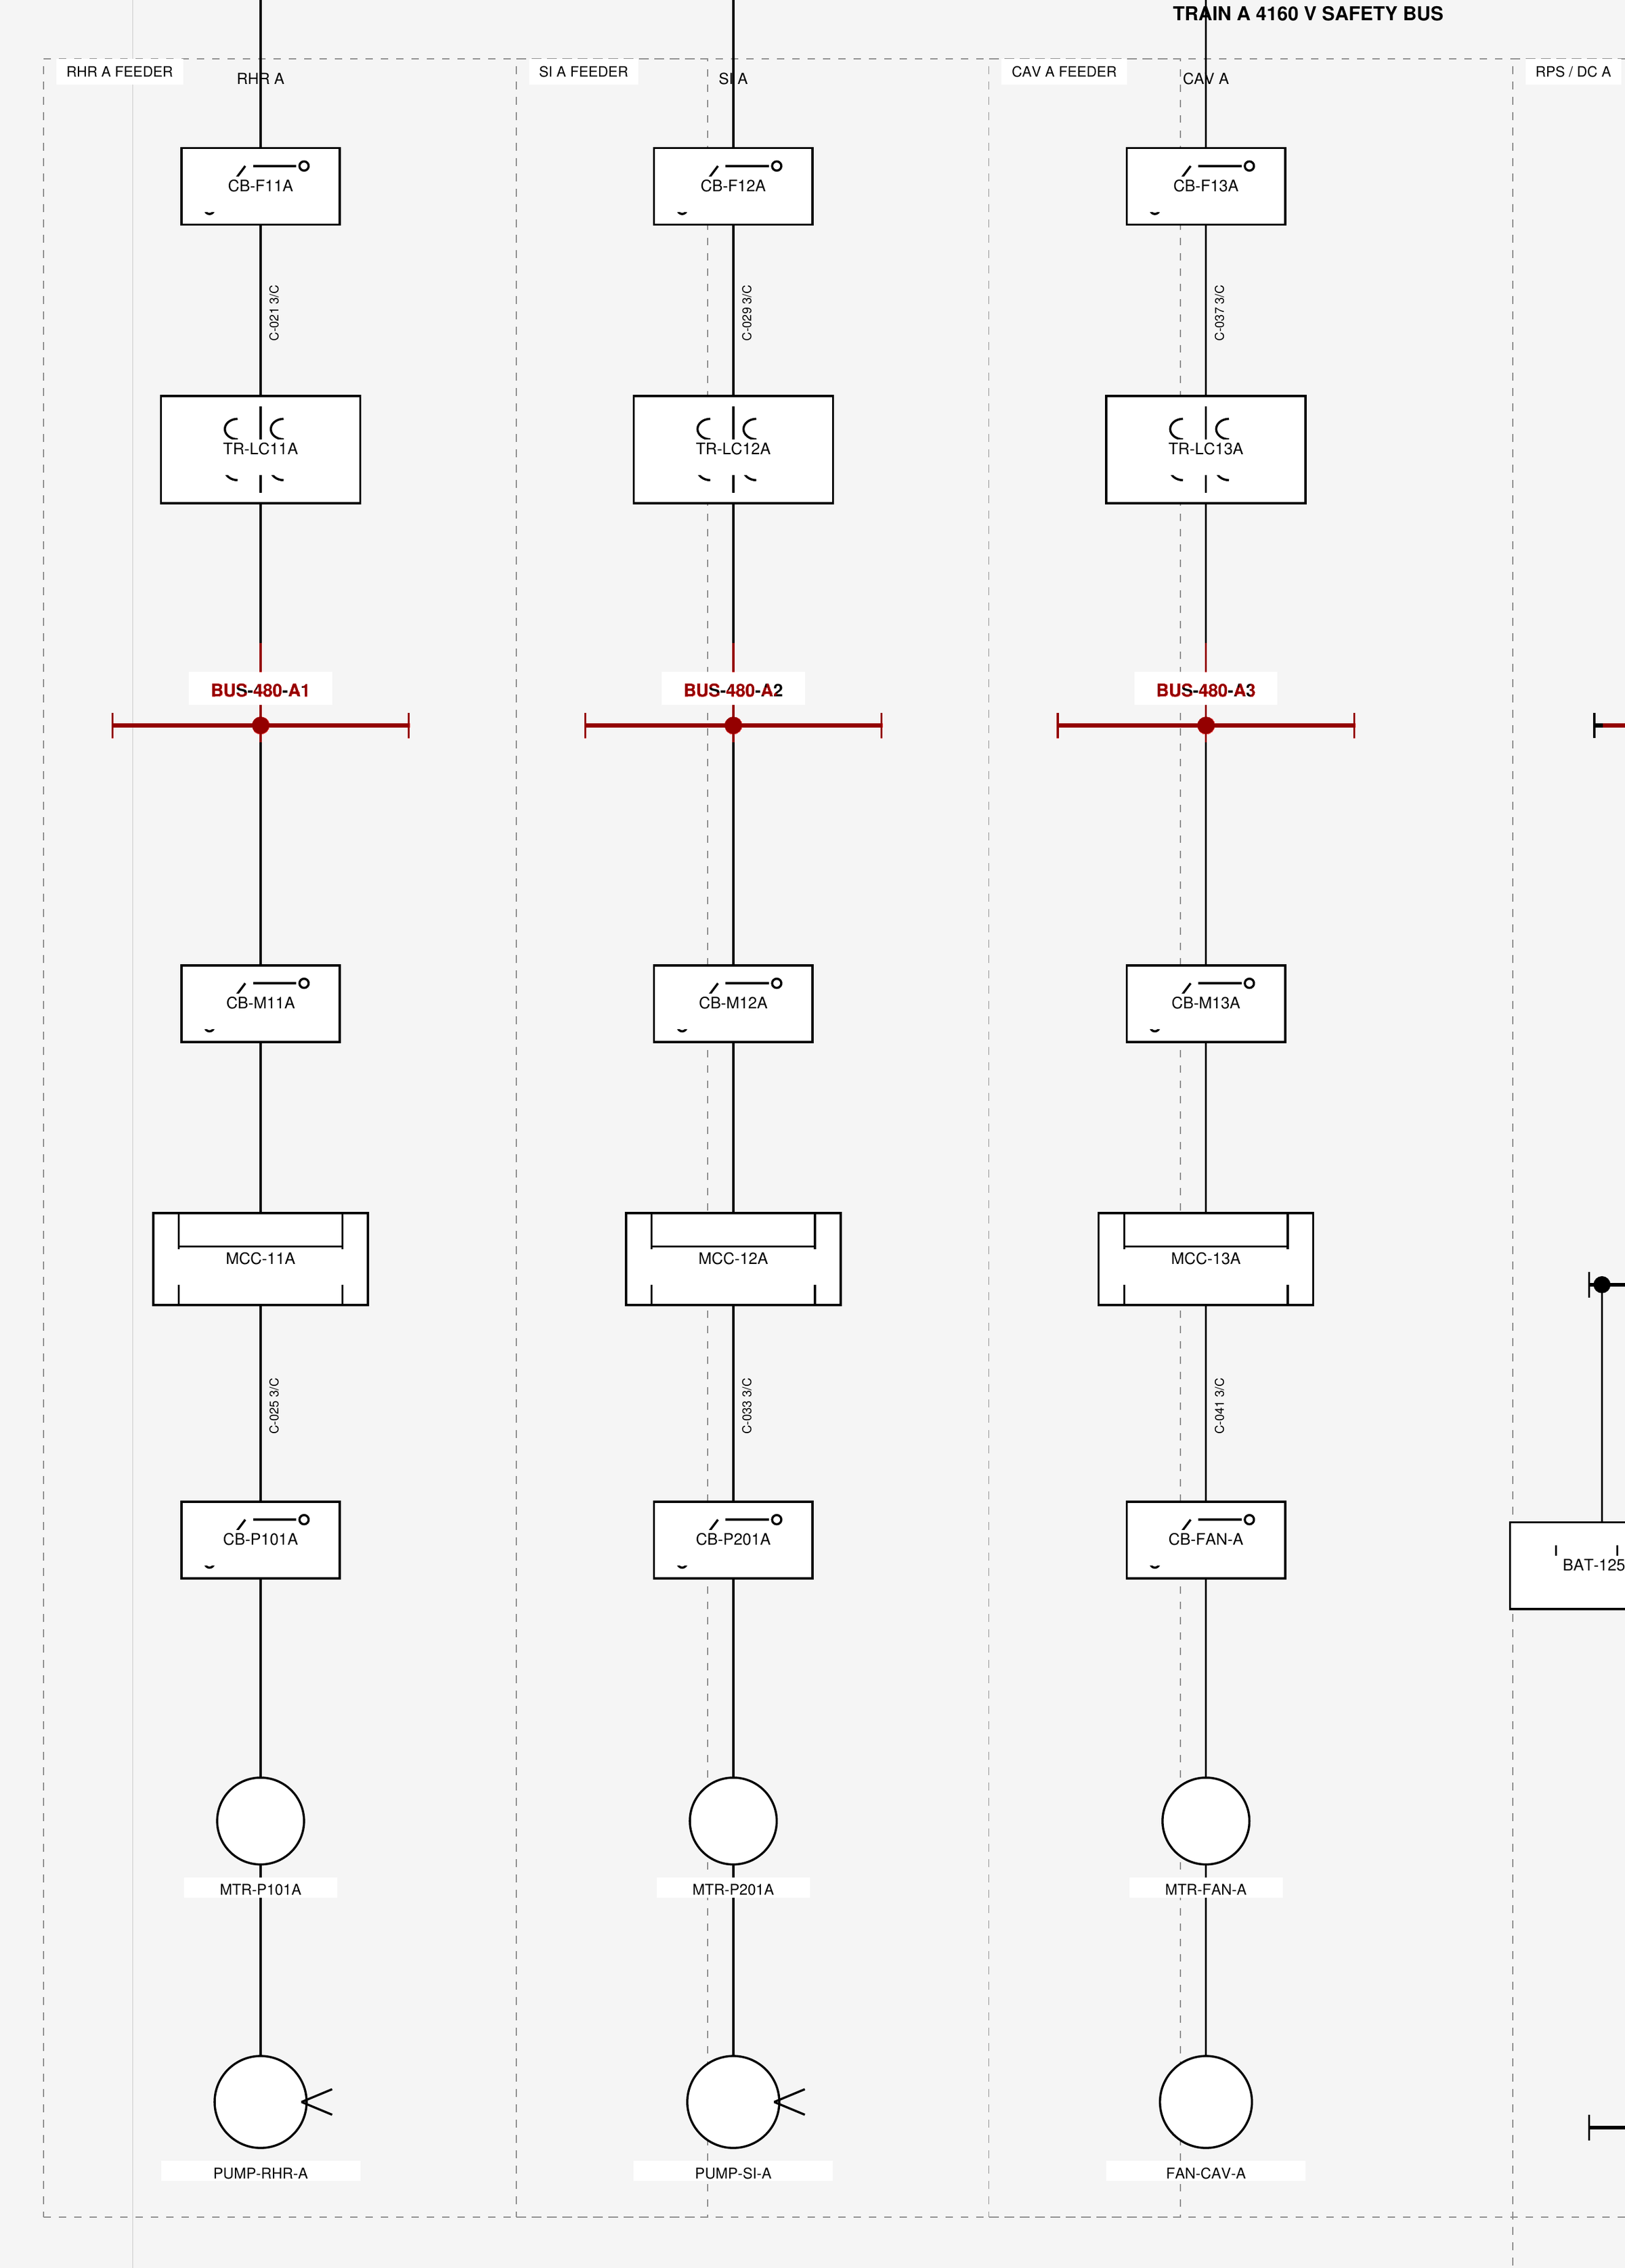 TRAIN A 4160 V SAFETY BUS
RHR A FEEDER
RHR A
SI A FEEDER
SI A
CAV A FEEDER
CAV A
RPS / DC A
CB-F11A
CB-F12A
CB-F13A
C-021 3/C
C-029 3/C
C-037 3/C
TR-LC11A
TR-LC12A
TR-LC13A
BUS-480-A1
BUS-480-A2
BUS-480-A3
CB-M11A
CB-M12A
CB-M13A
MCC-11A
MCC-12A
MCC-13A
C-025 3/C
C-033 3/C
C-041 3/C
CB-P101A
CB-P201A
CB-FAN-A
BAT-125
MTR-P101A
MTR-P201A
MTR-FAN-A
PUMP-RHR-A
PUMP-SI-A
FAN-CAV-A